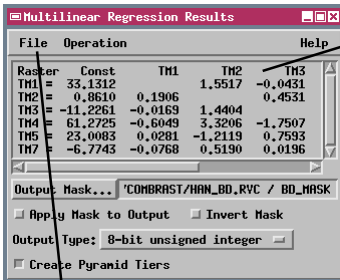 Multilinear Regression Results
File Operation Help
Raster Const TM1 TM2 TM3
TM1 = 33.1312 1.5517 -0.0431
TM2 = 0.8610 0.1906 0.4531
TM3 = -11.2261 -0.0169 1.4404
TM4 = 61.2725 -0.6049 3.3206 -1.7507
TM5 = 23.0083 0.0281 -1.2119 0.7593
TM7 = -6.7743 -0.0768 0.5190 0.0196
Output Mask... 'COMBRAST/HAN_BD.RVC / BD_MASK
Apply Mask to Output Invert Mask
Output Type: 8-bit unsigned integer
Create Pyramid Tiers